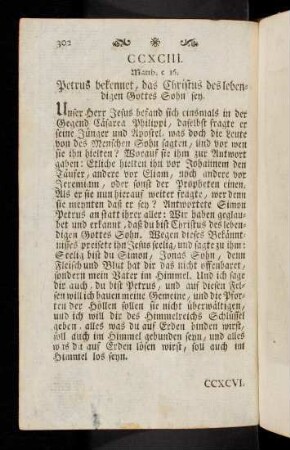 302
CCXCIII.
Matth. c 16.
Petrus bekennet, das Christus des leben-
digen Gottes Sohn sey.
Unser Herr Jesus befand sich einsmals in der
Gegend Cäsarea Philippi, daselbst fragte er
seine Jünger und Apostel, was doch die Leute
von des Menschen Sohn sagten, und vor wen
sie ihn hielten? Worauf sie ihm zur Antwort
gaben: Etliche hielten ihn vor Johannem den
Täufer, andere vor Eliam, noch andere vor
Jeremiam, oder sonst der Propheten einen.
Als er sie nun hierauf weiter fragte, wer denn
sie meynten daß er sey? Antwortete Simon
Petrus an statt ihrer aller: Wir haben geglau-
bet und erkannt, daß du bist Christus des leben-
digen Gottes Sohn. Wegen dieses Bekännt-
nisses preisete ihn Jesus seelig, und sagte zu ihm:
Seelig bist du Simon, Jonas Sohn, denn
Fleisch und Blut hat dir das nicht offenbaret,
sondern mein Vater im Himmel. Und ich sage
dir auch, du bist Petrus, und auf diesen Fel-
sen will ich bauen meine Gemeine, und die Pfor-
ten der Höllen sollen sie nicht überwältigen,
und ich will dir des Himmelreichs Schlüssel
geben. alles was du auf Erden binden wirst,
soll auch im Himmel gebunden seyn, und alles
was du auf Erden lösen wirst, soll auch im
Himmel los seyn.
CCXCVI.